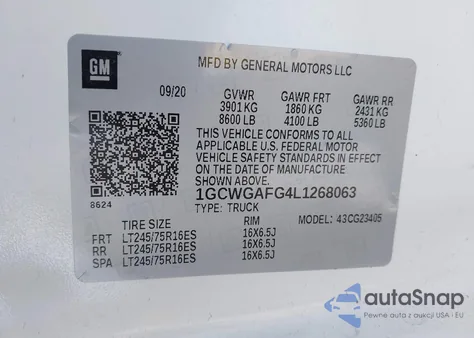 GM
MFD BY GENERAL MOTORS LLC
09/20 GVWR GAWR FRT GAWR RR
3901 KG 1860 KG 2431 KG
8600 LB 4100 LB 5360 LB
THIS VEHICLE CONFORMS TO ALL
APPLICABLE U.S. FEDERAL MOTOR
VEHICLE SAFETY STANDARDS IN EFFECT
ON THE DATE OF MANUFACTURE
SHOWN ABOVE.
8624 1GCWGAFG4L1268063
TYPE: TRUCK MODEL: 43CG23405
TIRE SIZE RIM
FRT LT245/75R16ES 16X6.5J
RR LT245/75R16ES 16X6.5J
SPA LT245/75R16ES 16X6.5J
autoSnap
Pewne auta z aukcji USA - EU